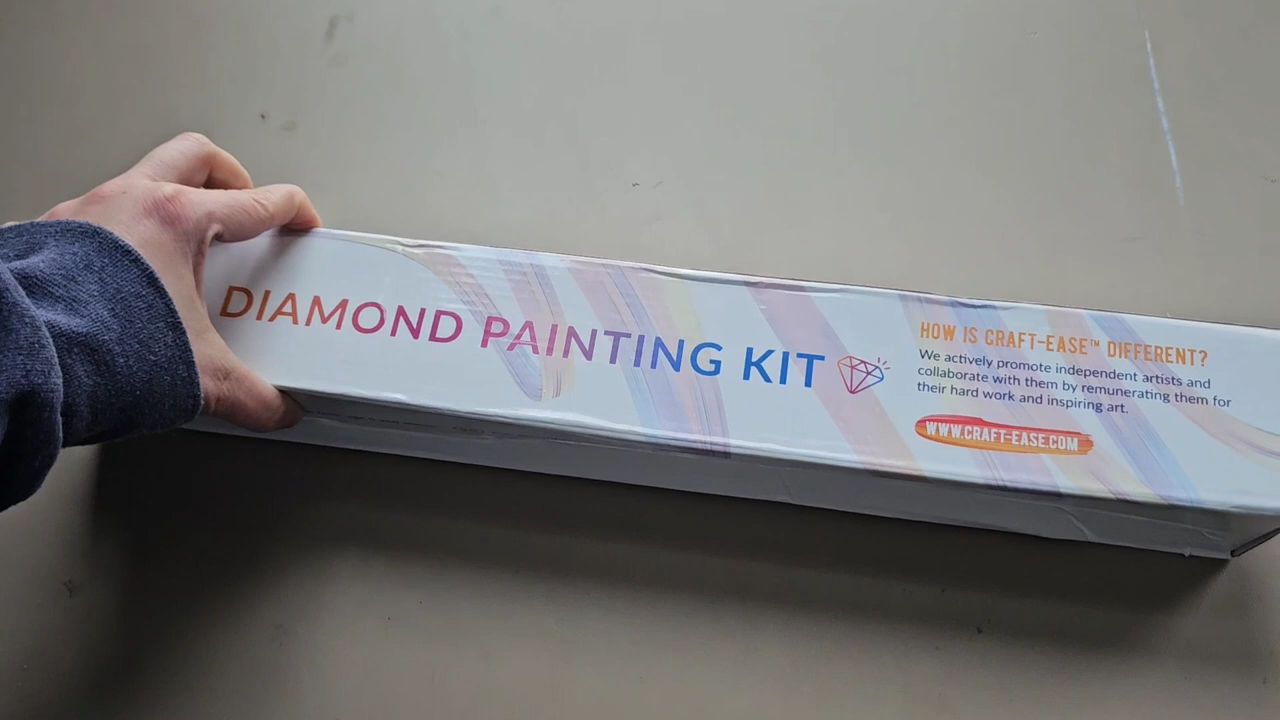 DIAMOND PAINTING KIT
HOW IS CRAFT-EASE™ DIFFERENT?
We actively promote independent artists and
collaborate with them by remunerating them for
their hard work and inspiring art.
WWW.CRAFT-EASE.COM